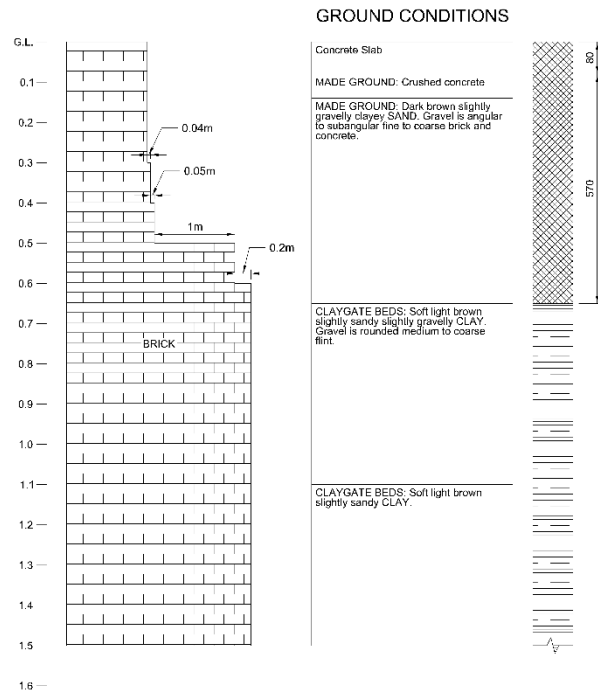 GROUND CONDITIONS
G.L.
0.1
0.2
0.3
0.4
0.5
0.6
0.7
0.8
0.9
1.0
1.1
1.2
1.3
1.4
1.5
1.6
0.04m
0.05m
1m
0.2m
BRICK
Concrete Slab
MADE GROUND: Crushed concrete
MADE GROUND: Dark brown slightly
gravelly clayey SAND. Gravel is angular
to subangular fine to coarse brick and
concrete.
CLAYGATE BEDS: Soft light brown
slightly sandy slightly gravelly CLAY.
Gravel is rounded medium to coarse
flint.
CLAYGATE BEDS: Soft light brown
slightly sandy CLAY.
80
570